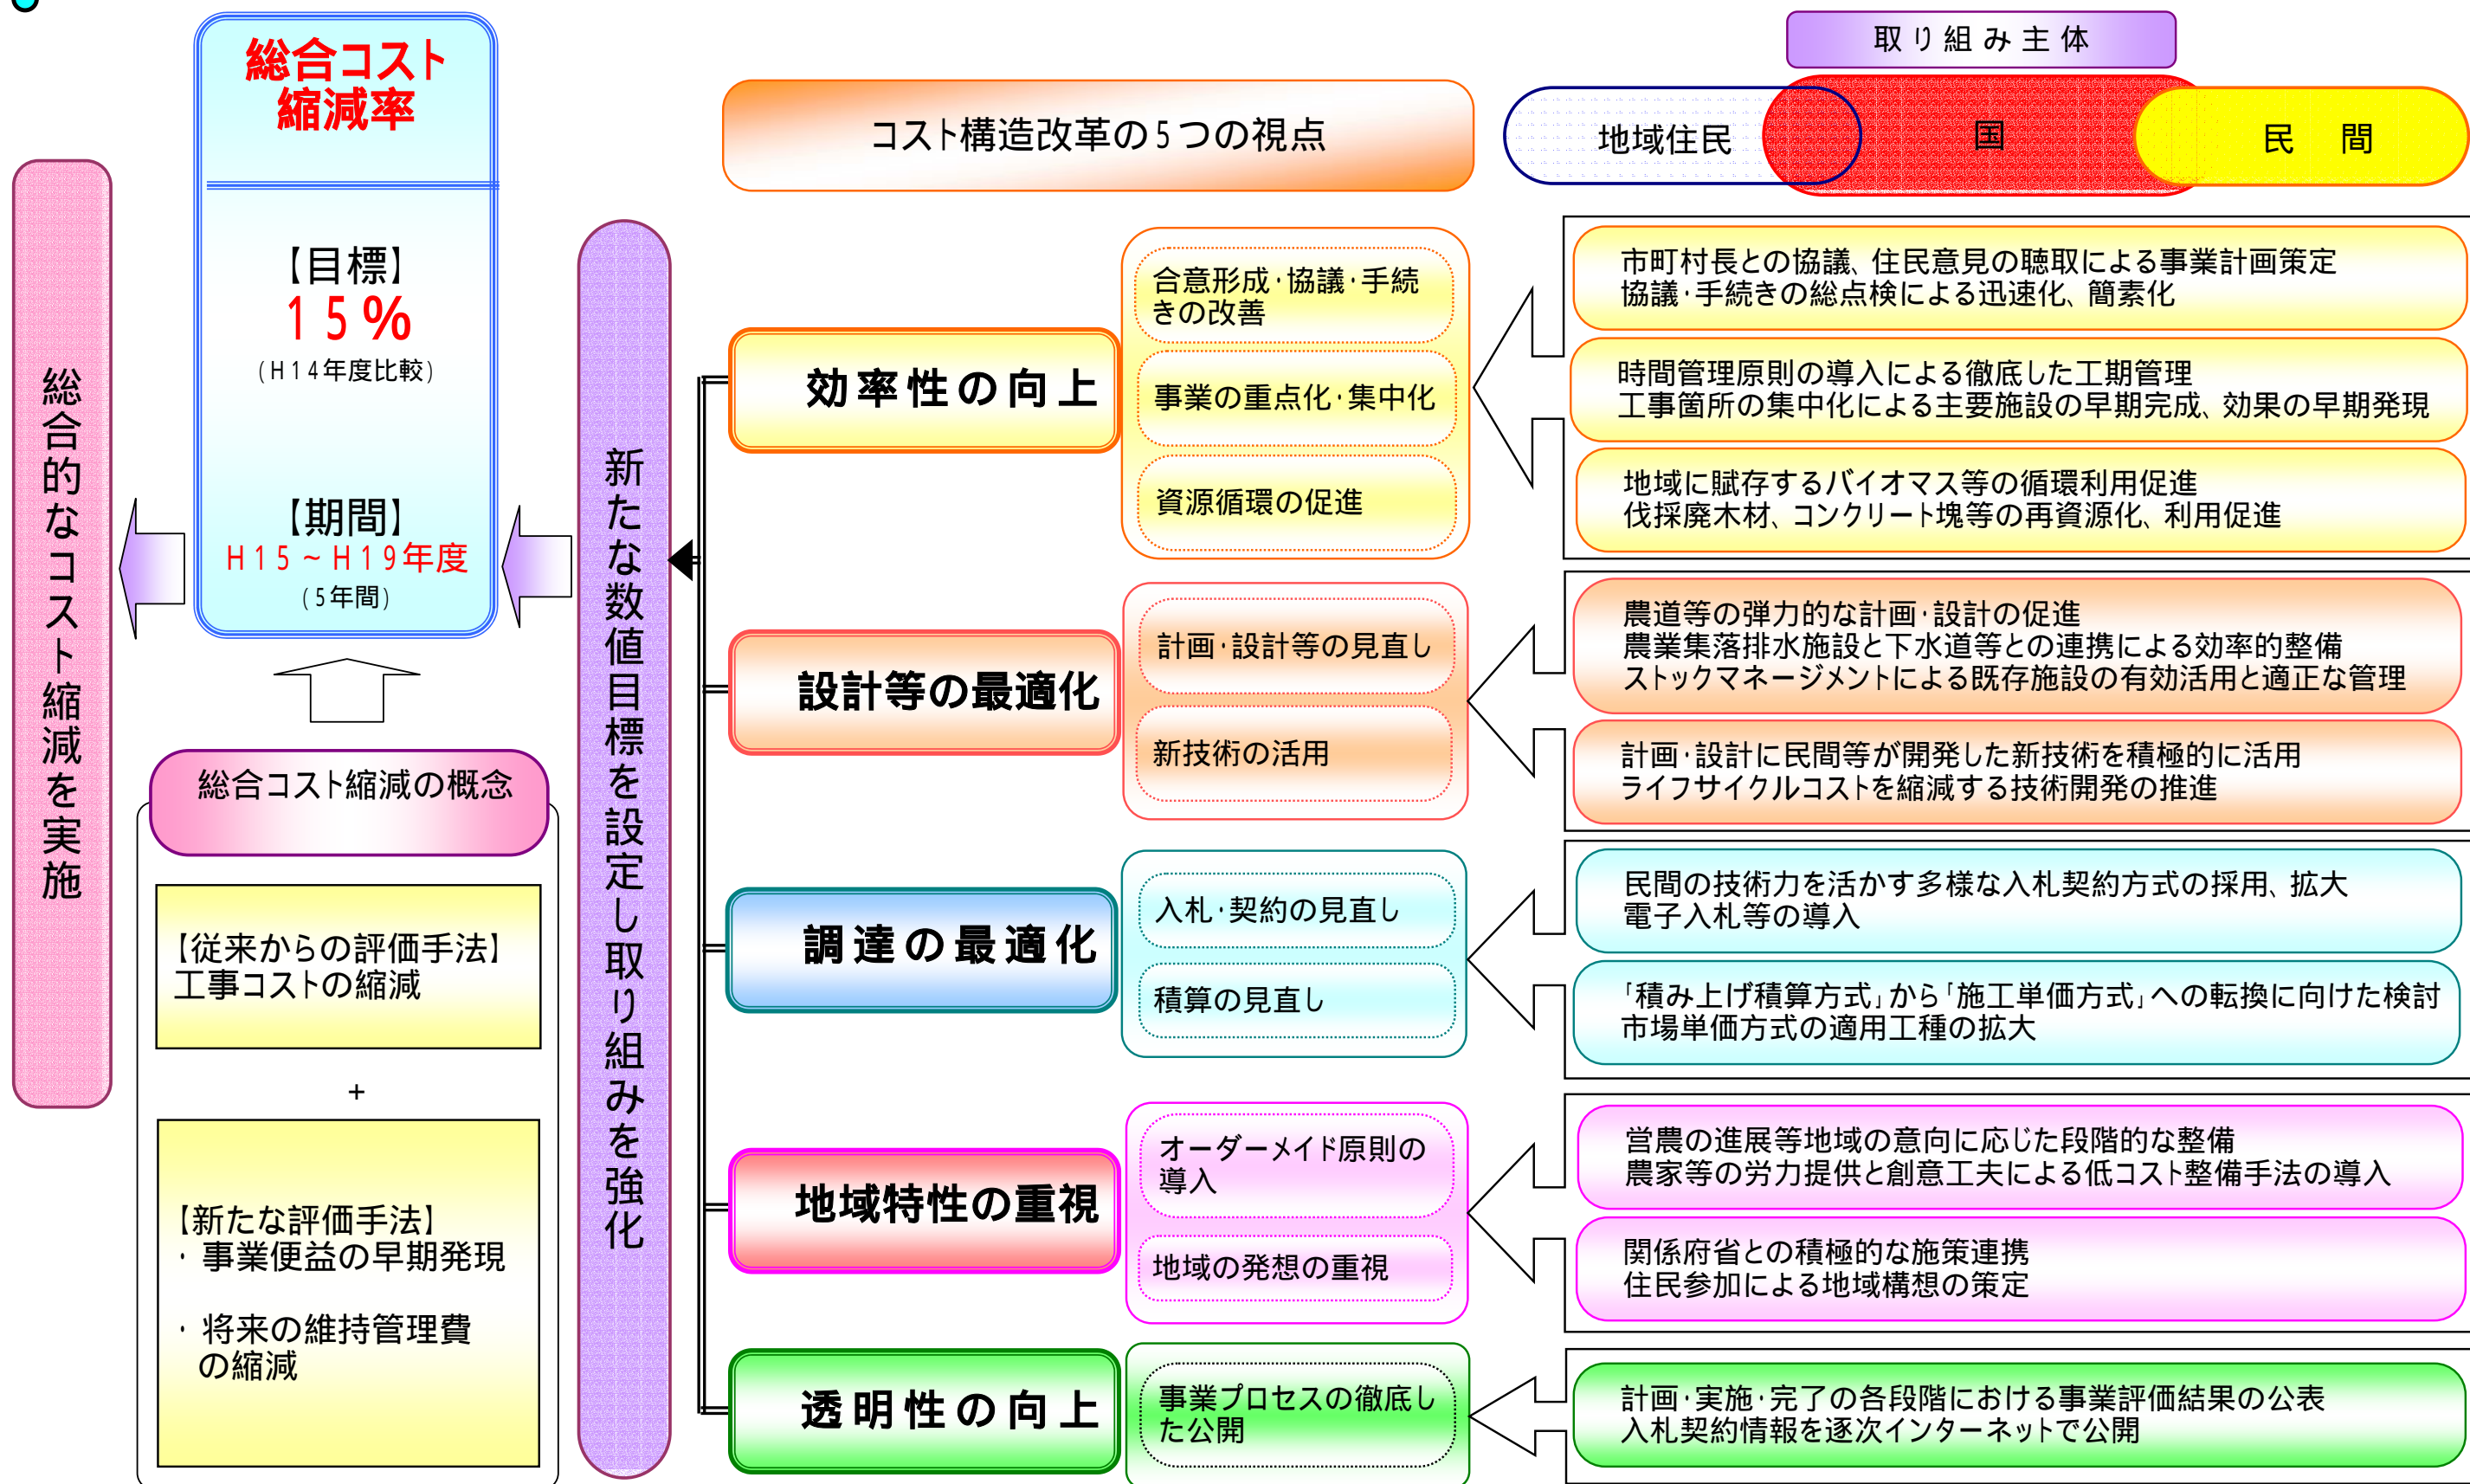 総合的なコスト縮減を実施
総合コスト
縮減率
【目標】
15%
(H14年度比較)
【期間】
H15~H19年度
(5年間)
総合コスト縮減の概念
【従来からの評価手法】
工事コストの縮減
+
【新たな評価手法】
・事業便益の早期発現
・将来の維持管理費
の縮減
新たな数値目標を設定し取り組みを強化
コスト構造改革の5つの視点
取り組み主体
地域住民
国
民 間
効率性の向上
合意形成・協議・手続
きの改善
事業の重点化・集中化
資源循環の促進
市町村長との協議、住民意見の聴取による事業計画策定
協議・手続きの総点検による迅速化、簡素化
時間管理原則の導入による徹底した工期管理
工事箇所の集中化による主要施設の早期完成、効果の早期発現
地域に賦存するバイオマス等の循環利用促進
伐採廃木材、コンクリート塊等の再資源化、利用促進
設計等の最適化
計画・設計等の見直し
新技術の活用
農道等の弾力的な計画・設計の促進
農業集落排水施設と下水道等との連携による効率的整備
ストックマネージメントによる既存施設の有効活用と適正な管理
計画・設計に民間等が開発した新技術を積極的に活用
ライフサイクルコストを縮減する技術開発の推進
調達の最適化
入札・契約の見直し
積算の見直し
民間の技術力を活かす多様な入札契約方式の採用、拡大
電子入札等の導入
「積み上げ積算方式」から「施工単価方式」への転換に向けた検討
市場単価方式の適用工種の拡大
地域特性の重視
オーダーメイド原則の
導入
地域の発想の重視
営農の進展等地域の意向に応じた段階的な整備
農家等の労力提供と創意工夫による低コスト整備手法の導入
関係府省との積極的な施策連携
住民参加による地域構想の策定
透明性の向上
事業プロセスの徹底し
た公開
計画・実施・完了の各段階における事業評価結果の公表
入札契約情報を逐次インターネットで公開